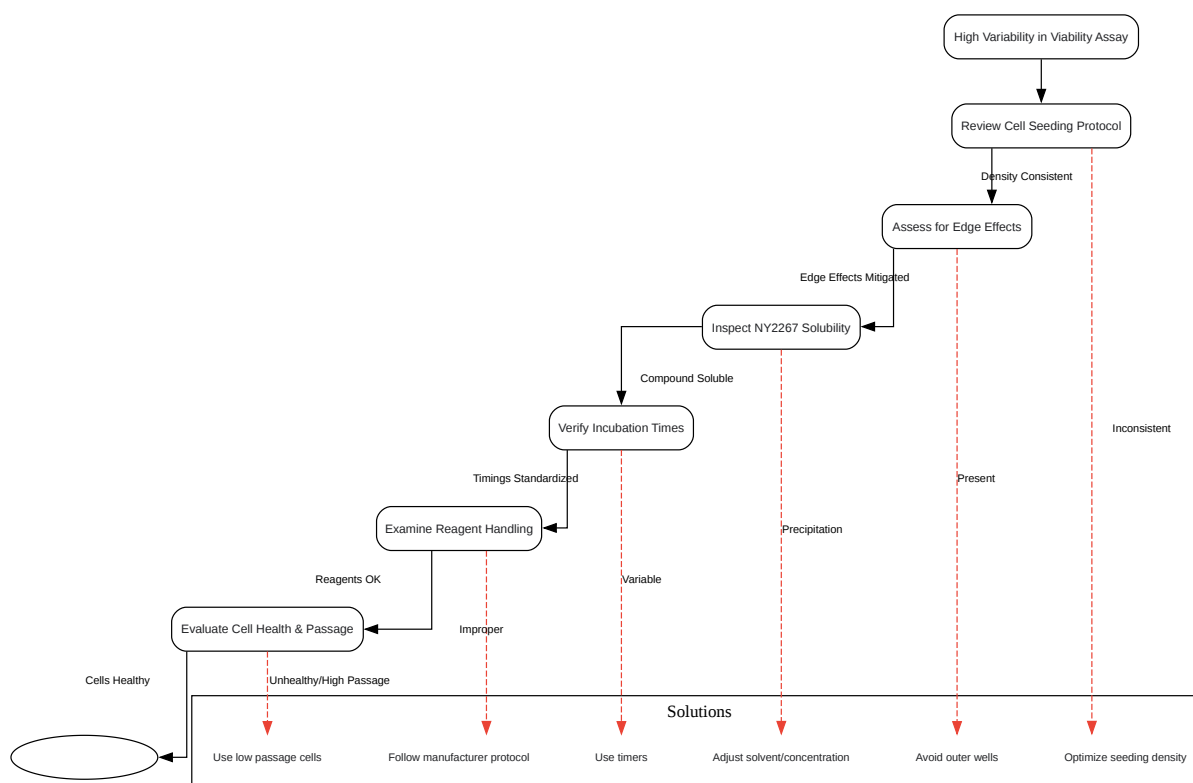 High Variability in Viability Assay
Review Cell Seeding Protocol
Density Consistent
Assess for Edge Effects
Edge Effects Mitigated
Inspect NY2267 Solubility
Compound Soluble
Verify Incubation Times
Inconsistent
Timings Standardized
Present
Examine Reagent Handling
Precipitation
Reagents OK
Variable
Evaluate Cell Health & Passage
Improper
Cells Healthy
Unhealthy/High Passage
Solutions
Use low passage cells
Follow manufacturer protocol
Use timers
Adjust solvent/concentration
Avoid outer wells
Optimize seeding density